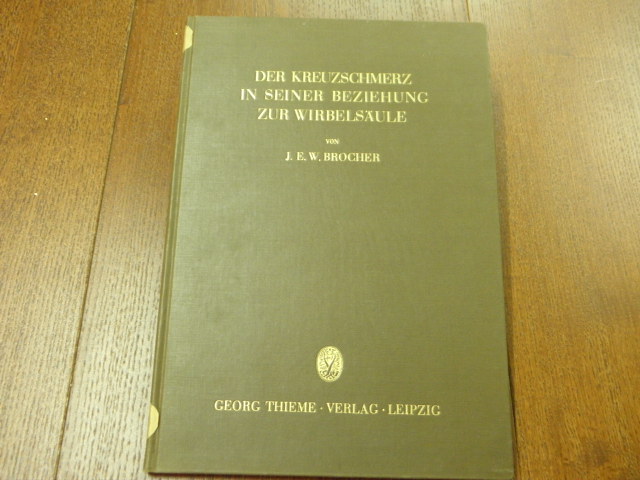 DER KREUZSCHMERZ
IN SEINER BEZIEHUNG
ZUR WIRBELSÄULE
VON
J. E. W. BROCHER
GEORG THIEME · VERLAG · LEIPZIG